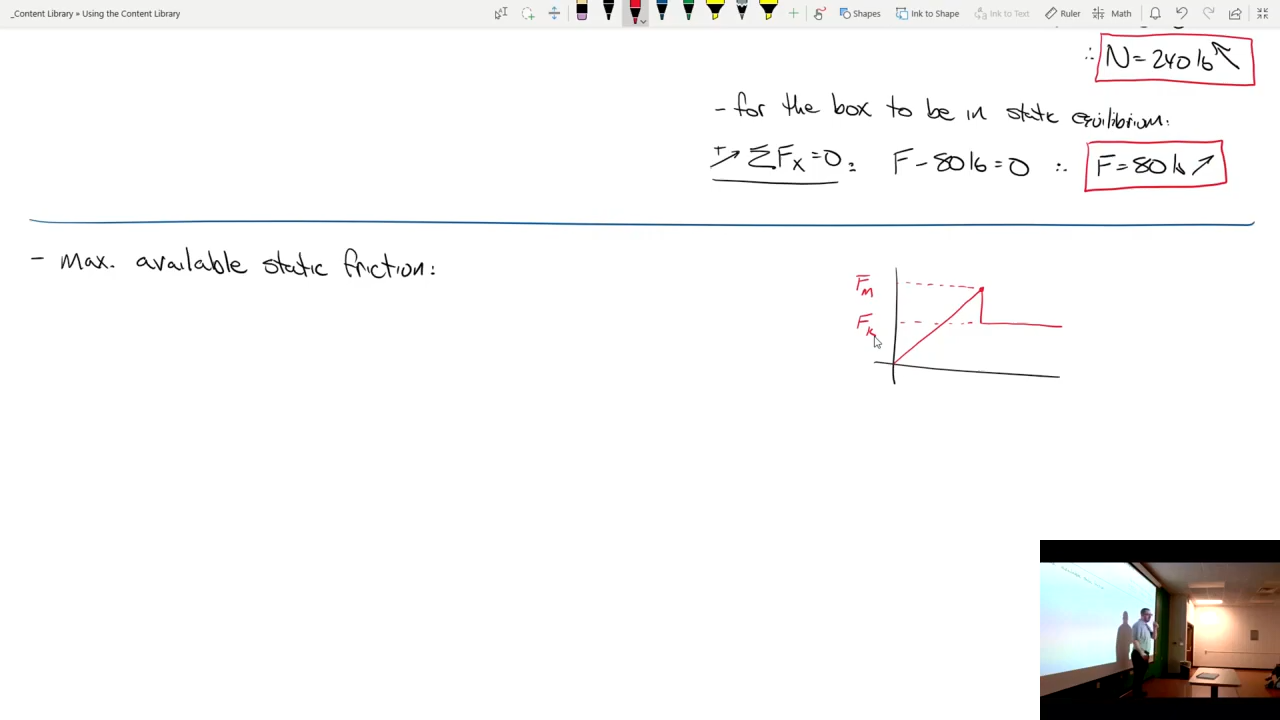 _Content Library » Using the Content Library
Shapes
Ink to Shape
Ink to Text
Ruler
Math
∴ N = 240 lb ↖
- for the box to be in static equilibrium:
+↗ ΣFx = 0: F - 80 lb = 0 ∴ F = 80 lb ↗
- max. available static friction:
Fm
Fk